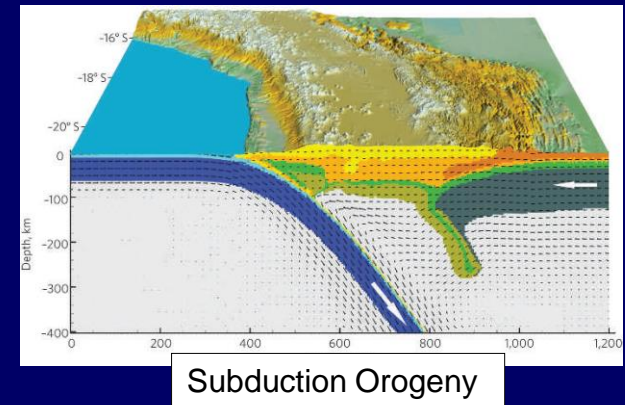 -16° S
-18° S
-20° S
0
-100
-200
-300
-400
Depth, km
0 200 400 600 800 1,000 1,200
Subduction Orogeny